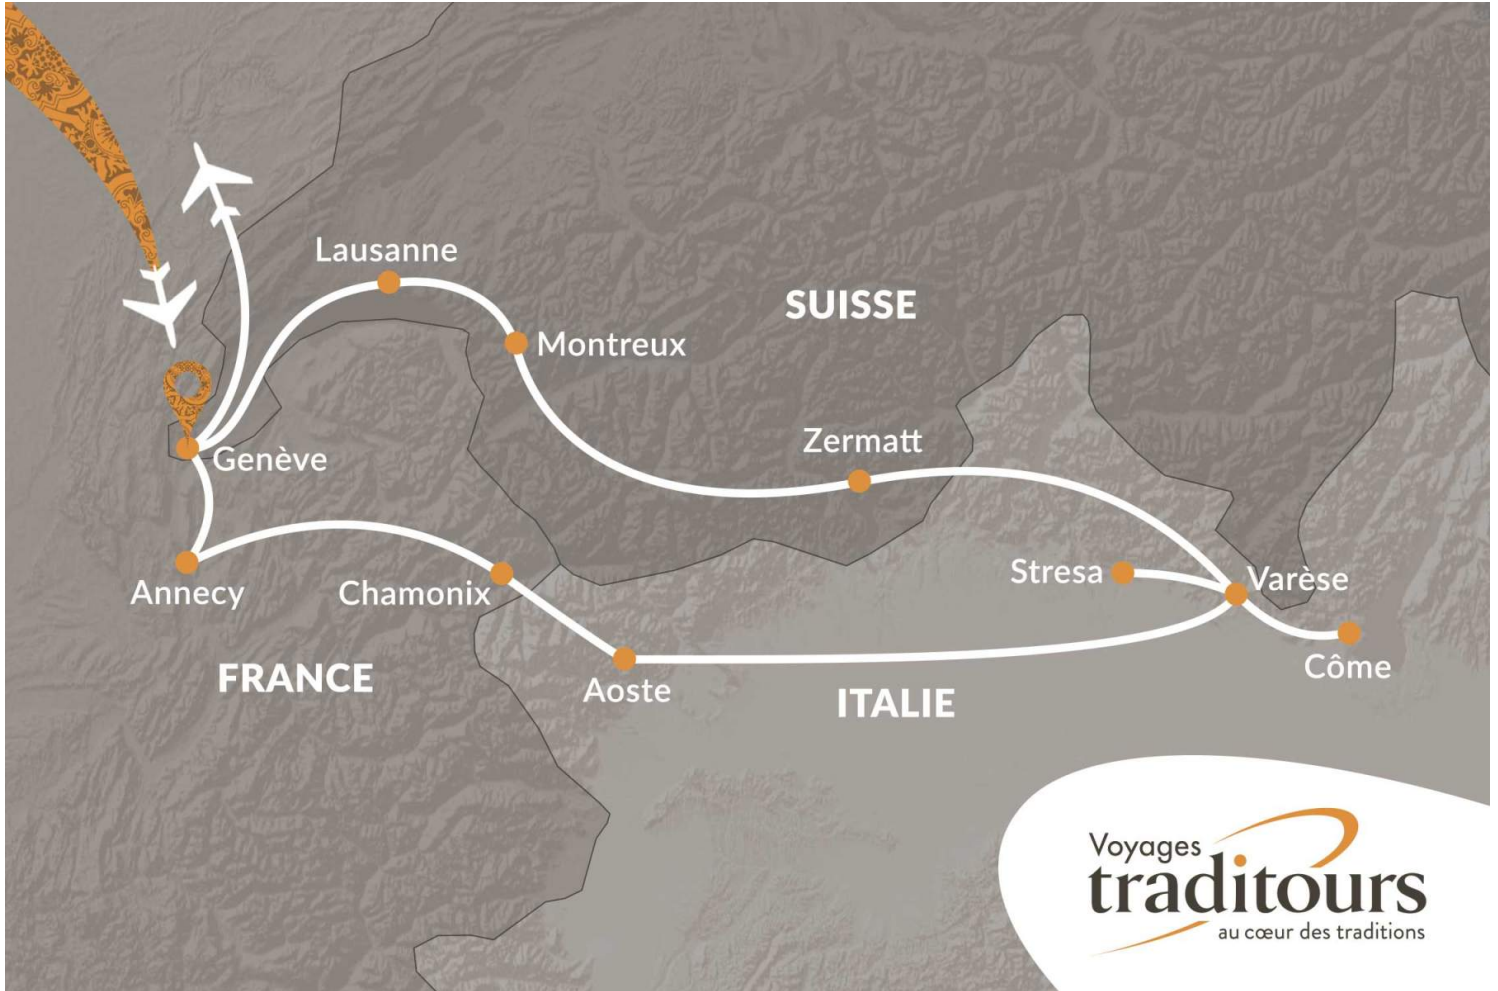 Lausanne
SUISSE
Montreux
Zermatt
Genève
Stresa
Varèse
Annecy
Chamonix
Côme
FRANCE
Aoste
ITALIE
Voyages
traditours
au cœur des traditions